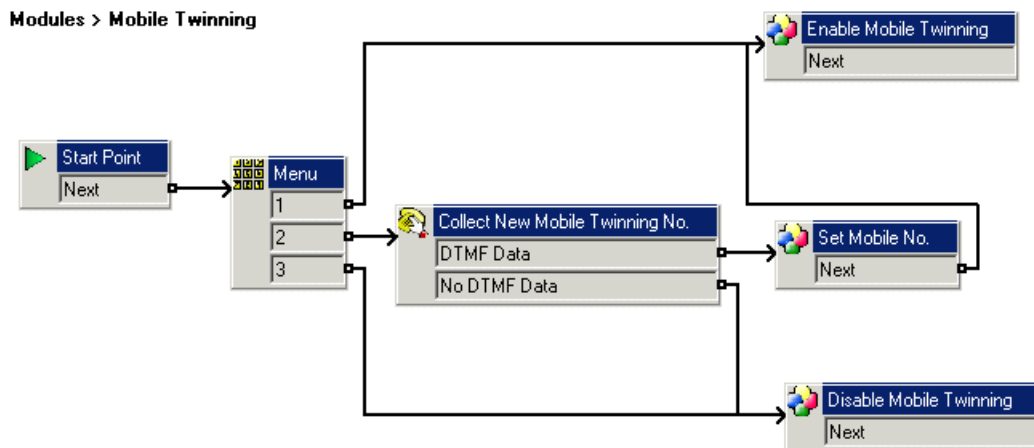 Modules > Mobile Twinning
Enable Mobile Twinning
Next
Start Point
Next
Menu
1
2
3
Collect New Mobile Twinning No.
DTMF Data
No DTMF Data
Set Mobile No.
Next
Disable Mobile Twinning
Next